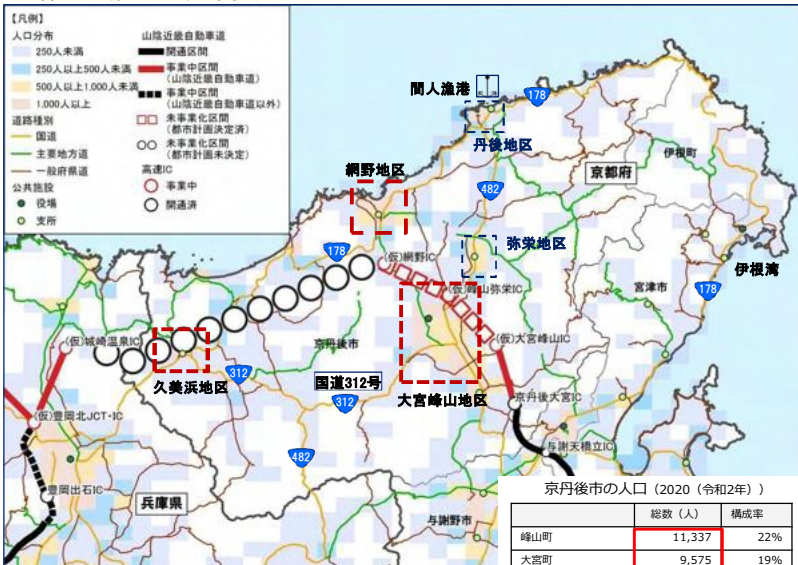 【凡例】
人口分布
250人未満
250人以上500人未満
500人以上1,000人未満
1,000人以上
道路種別
国道
主要地方道
一般府県道
公共施設
役場
支所
山陰近畿自動車道
開通区間
事業中区間
(山陰近畿自動車道)
事業中区間
(山陰近畿自動車道以外)
未事業化区間
(都市計画決定済)
未事業化区間
(都市計画未決定)
高速IC
事業中
開通済
間人漁港
178
丹後地区
伊根町
京都府
網野地区
482
弥栄地区
178
(仮)網野IC
伊根湾
宮津市
178
(仮)峰山弥栄IC
(仮)城崎温泉IC
京丹後市
(仮)大宮峰山IC
久美浜地区
312
国道312号
312
大宮峰山地区
京丹後大宮IC
(仮)豊岡北JCT・IC
与謝天橋立IC
482
豊岡出石IC
兵庫県
与謝野市
京丹後市の人口(2020(令和2年))
総数(人) 構成率
峰山町 11,337 22%
大宮町 9,575 19%